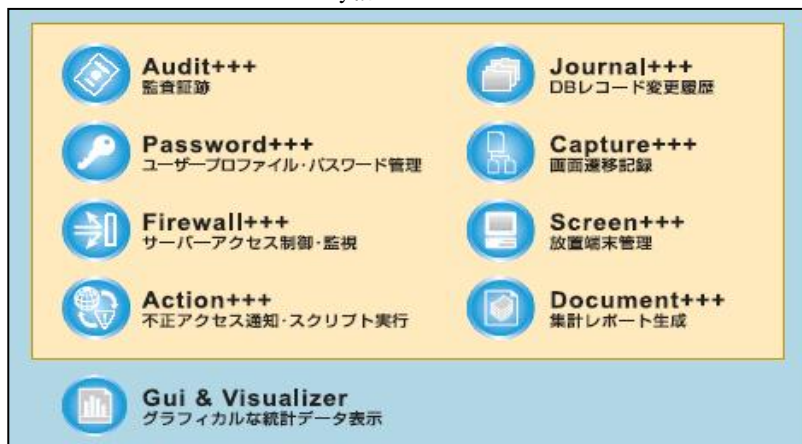 Audit+++
監査証跡
Journal+++
DBレコード変更履歴
Password+++
ユーザープロファイル・パスワード管理
Capture+++
画面遷移記録
Firewall+++
サーバーアクセス制御・監視
Screen+++
放置端末管理
Action+++
不正アクセス通知・スクリプト実行
Document+++
集計レポート生成
Gui & Visualizer
グラフィカルな統計データ表示